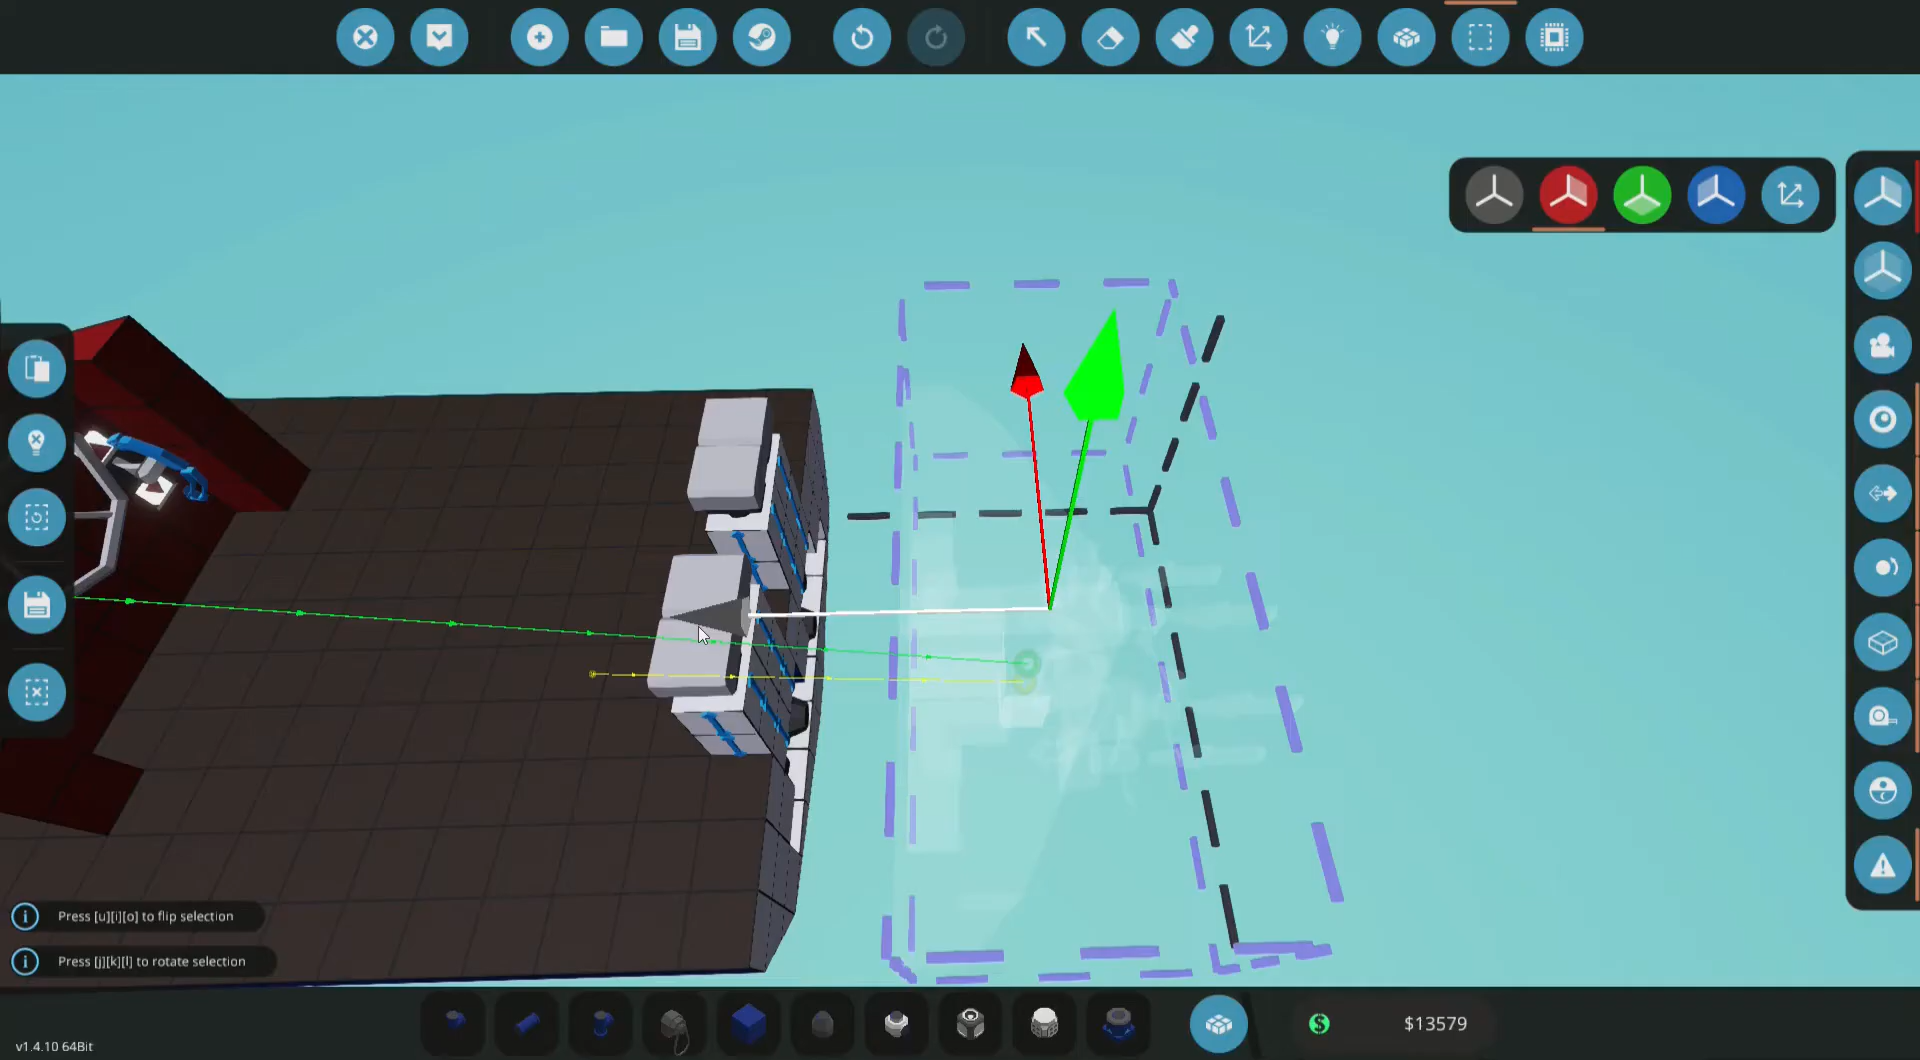 Press [u][i][o] to flip selection
Press [j][k][l] to rotate selection
$13579
v1.4.10 64Bit